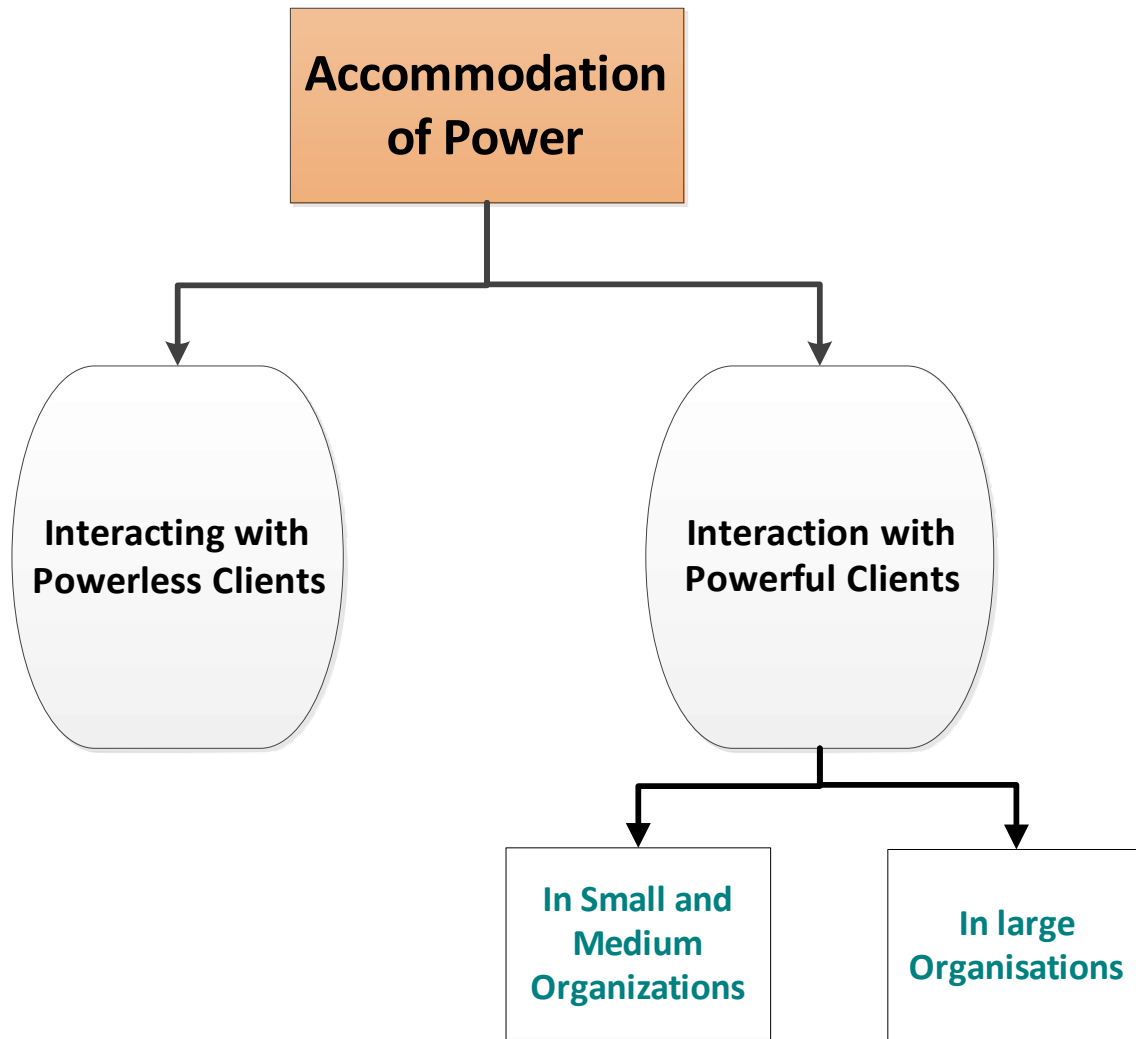 Accommodation
of Power
Interacting with
Powerless Clients
Interaction with
Powerful Clients
In Small and
Medium
Organizations
In large
Organisations